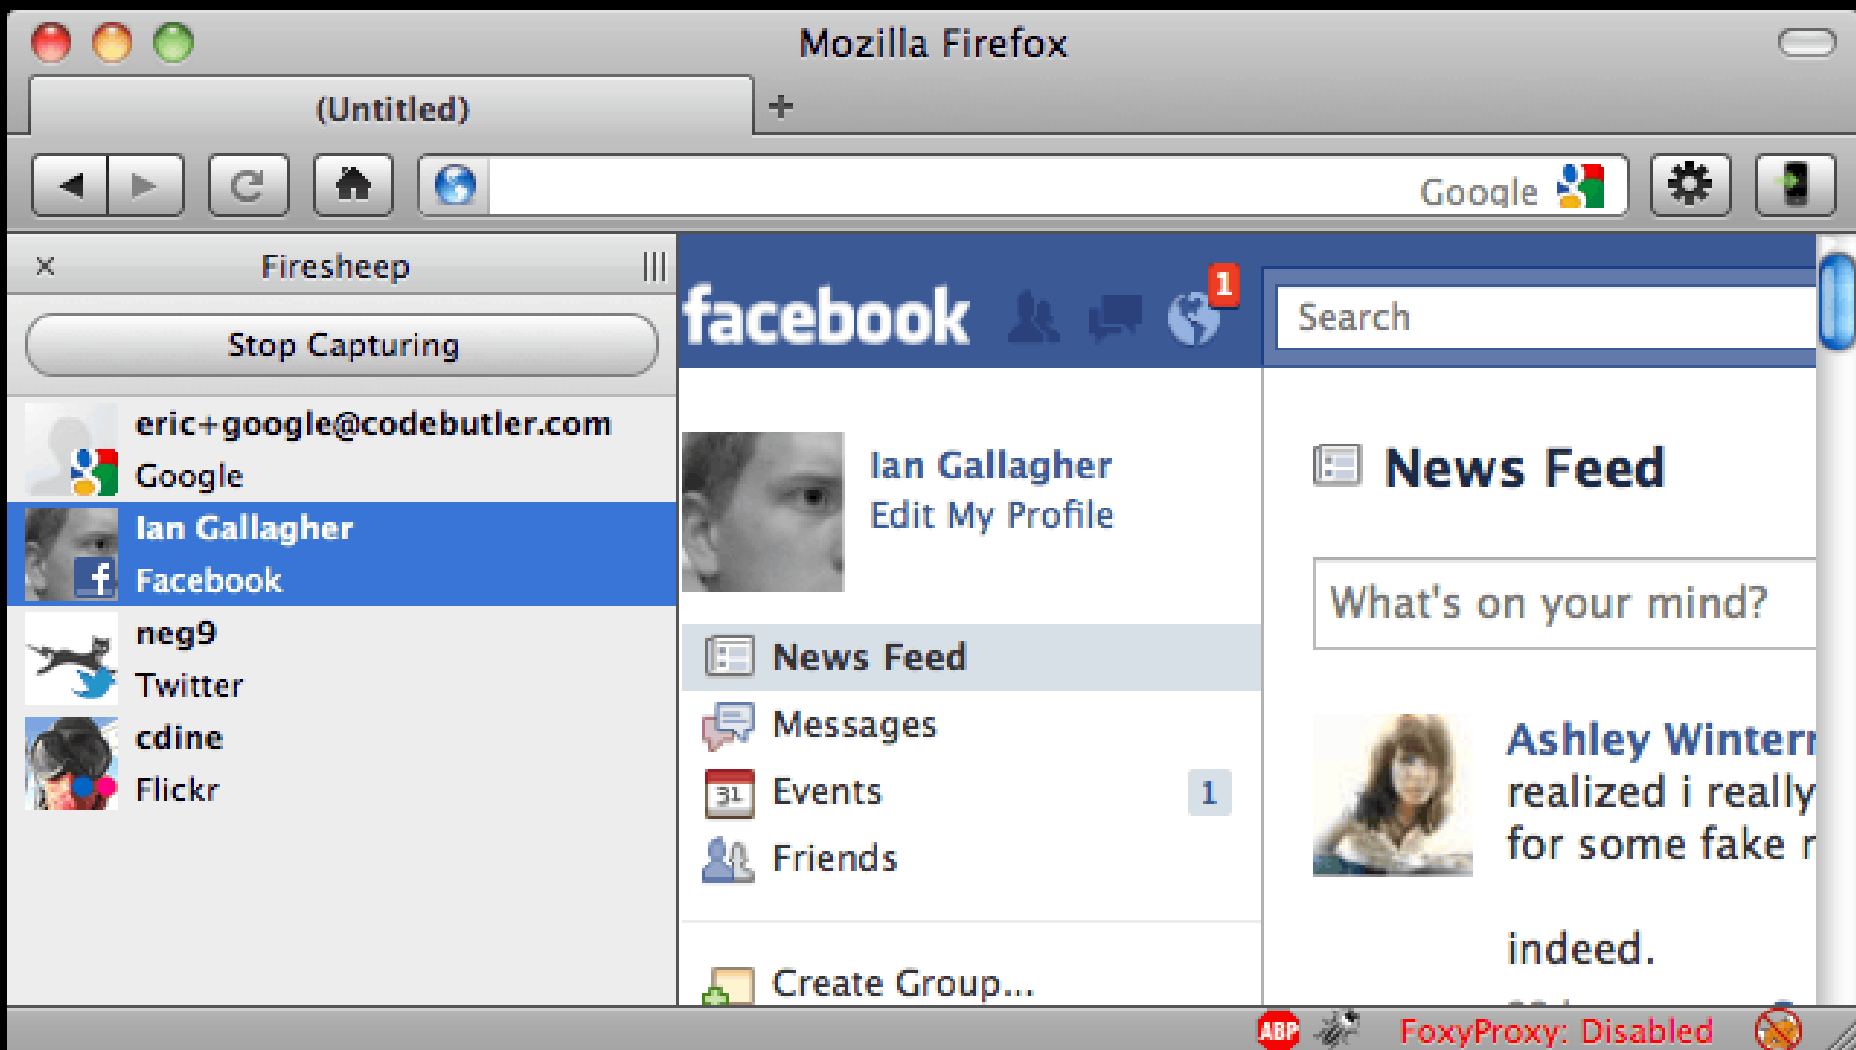 Mozilla Firefox
(Untitled)
Google
Firesheep
Stop Capturing
eric+google@codebutler.com
Google
Ian Gallagher
Facebook
neg9
Twitter
cdine
Flickr
facebook
1
Search
Ian Gallagher
Edit My Profile
News Feed
Messages
31
Events
1
Friends
Create Group...
News Feed
What's on your mind?
Ashley
realized i really
for some fake
indeed.
ABP
FoxyProxy: Disabled